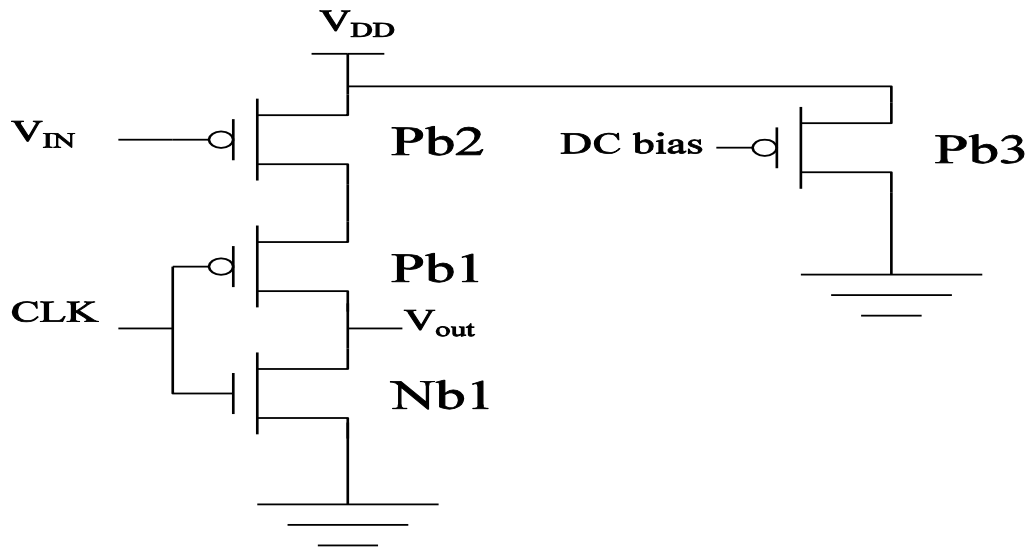 VDD
VIN
Pb2
DC bias
Pb3
Pb1
CLK
Vout
Nb1